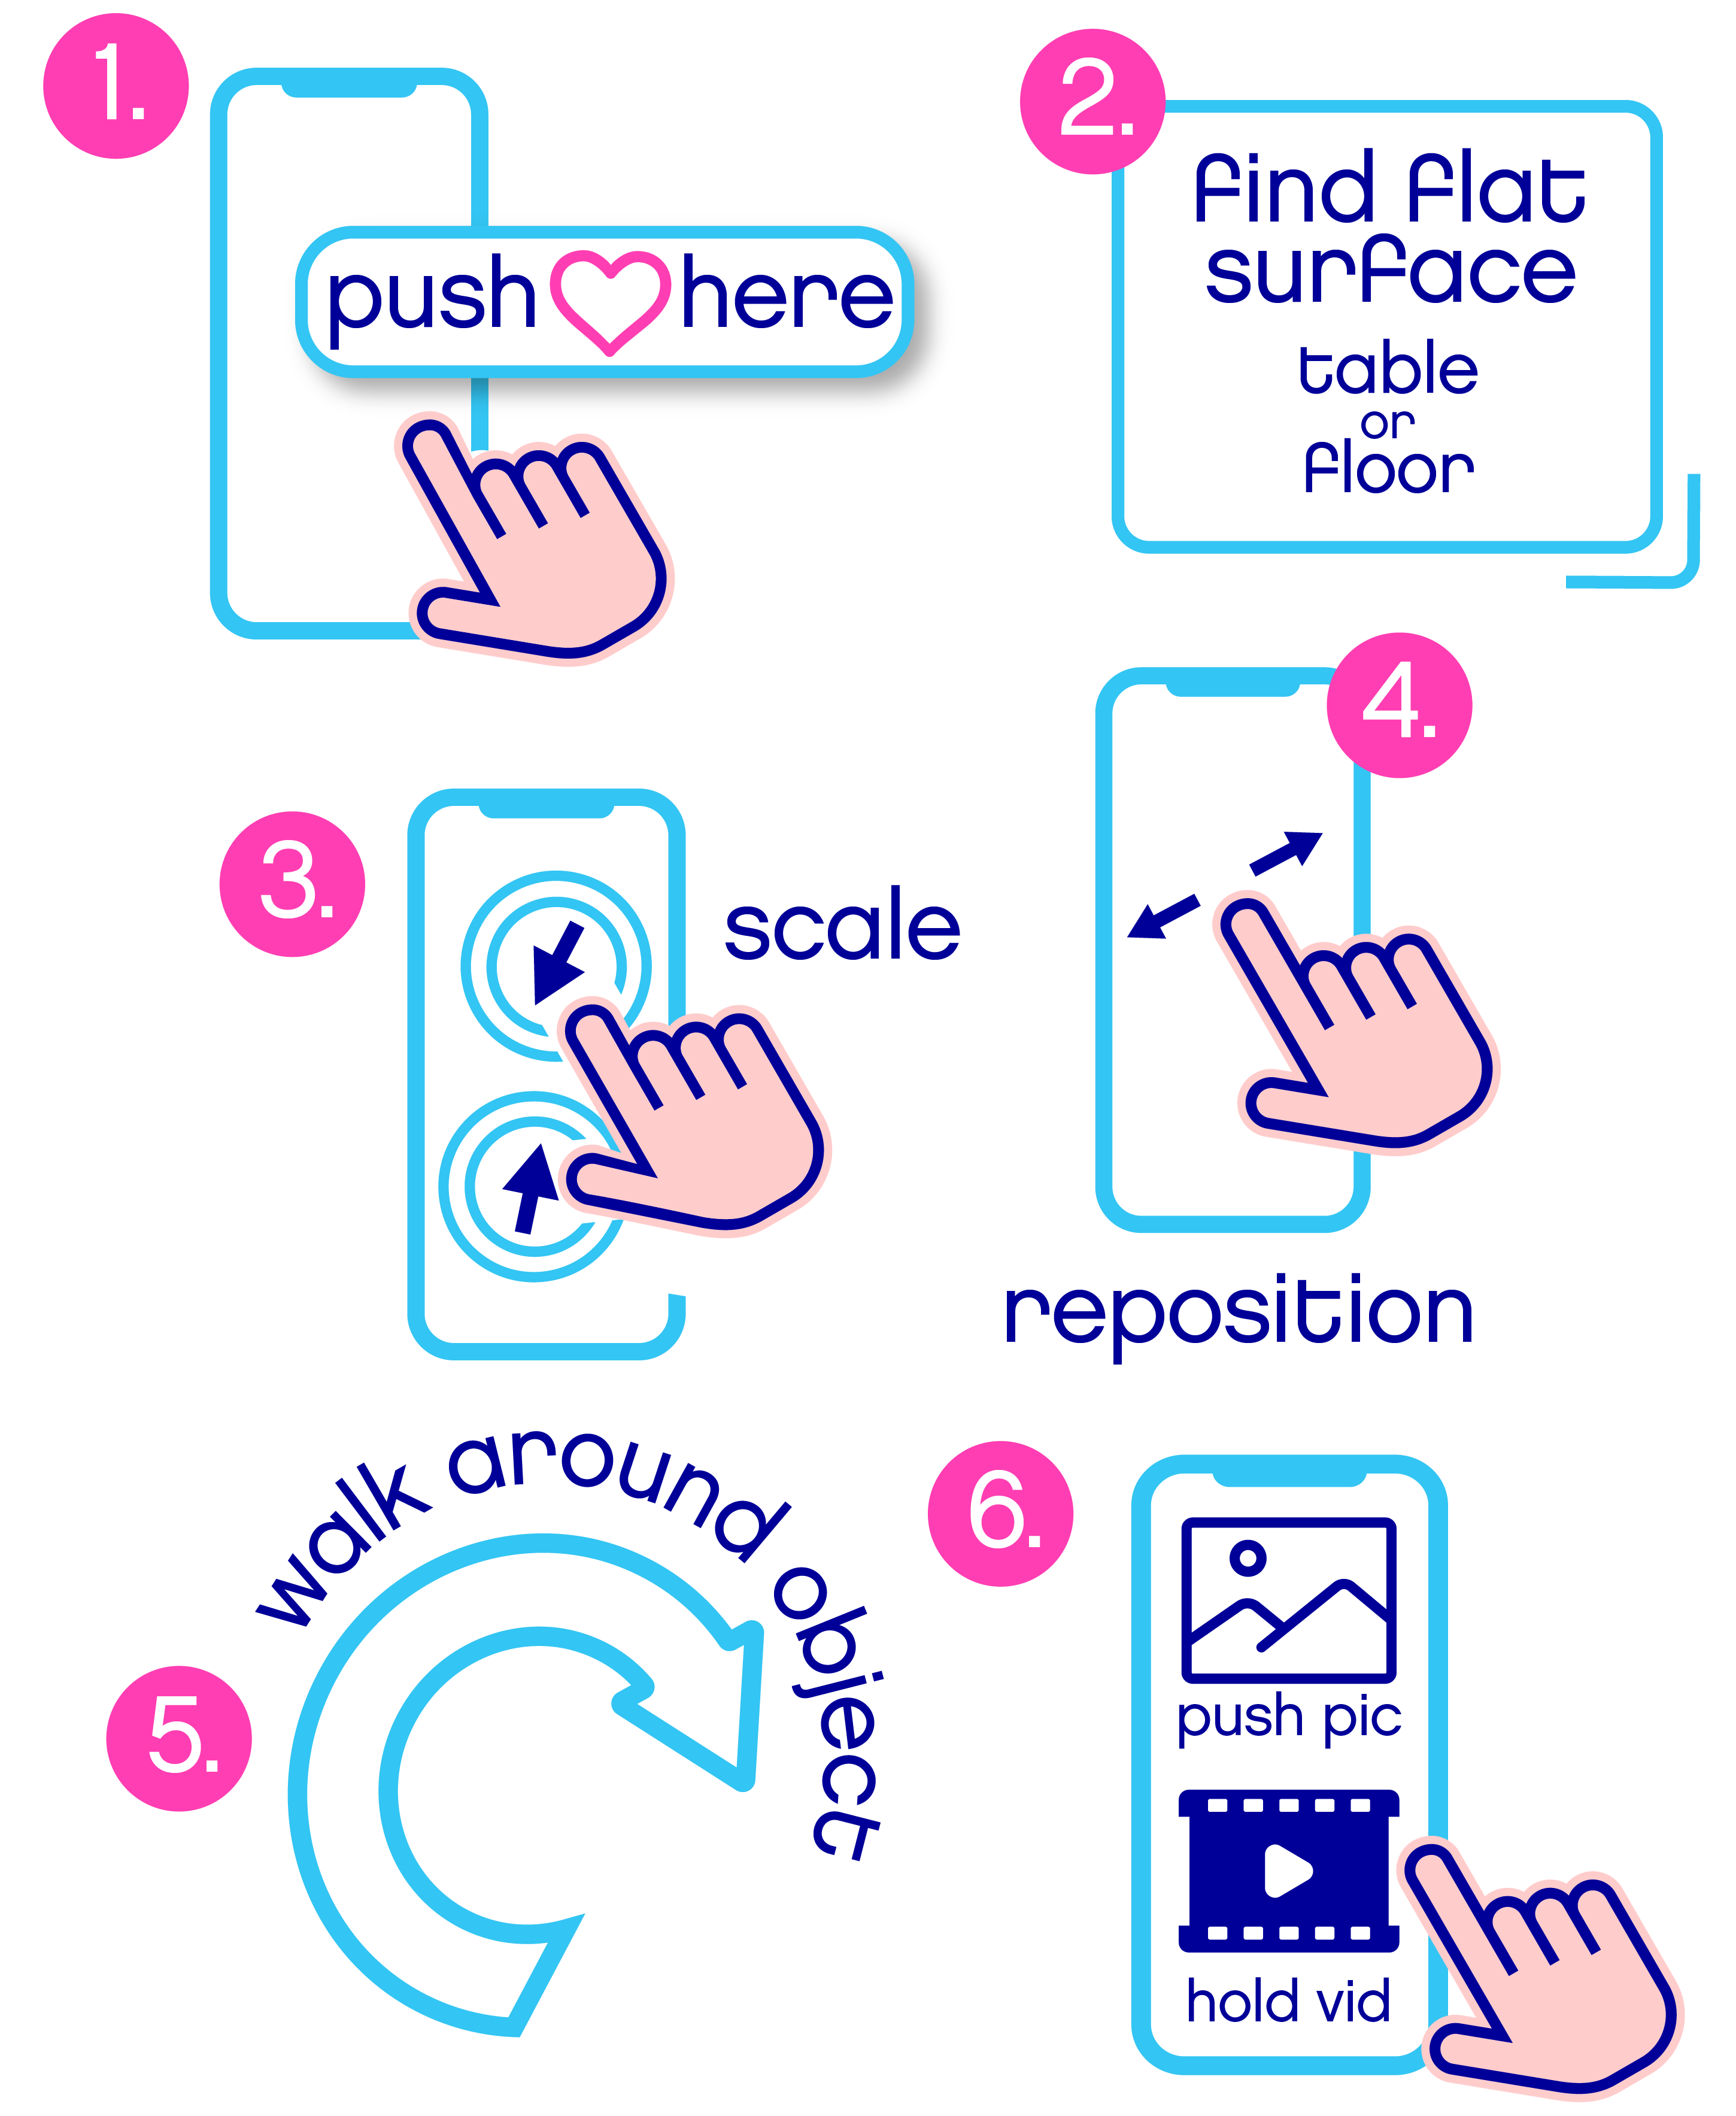 1.
push here
2.
find flat
surface
table
or
floor
3.
scale
4.
reposition
5.
walk around object
6.
push pic
hold vid